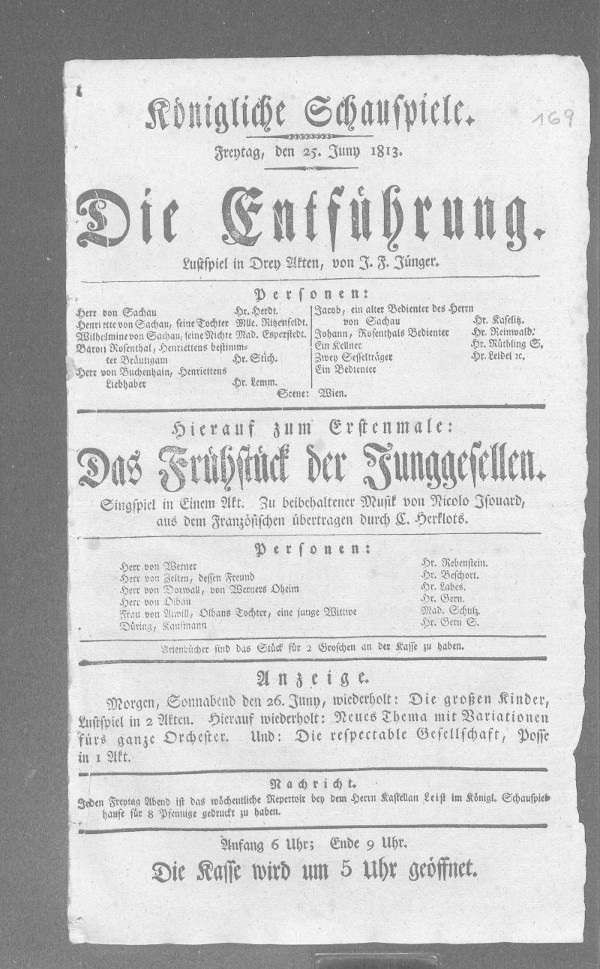 169
Königliche Schauspiele.
Freytag, den 25. Juny 1813.
Die Entführung.
Lustspiel in Drey Akten, von J. F. Jünger.
Personen:
Herr von Sachau Hr. Herdt.
Henriette von Sachau, seine Tochter Mlle. Ritzenfeldt.
Wilhelmine von Sachau, seine Nichte Mad. Esperstedt.
Baron Rosenthal, Henriettens bestimm-
ter Bräutigam Hr. Stich.
Herr von Buchenhain, Henriettens
Liebhaber Hr. Lemm.
Jacob, ein alter Bedienter des Herrn
von Sachau Hr. Kaselitz.
Johann, Rosenthals Bedienter Hr. Reinwald.
Ein Kellner Hr. Rüthling S.
Zwey Sesselträger Hr. Leidel ꝛc.
Ein Bedienter
Scene: Wien.
Hierauf zum Erstenmale:
Das Frühstück der Junggesellen.
Singspiel in Einem Akt. Zu beibehaltener Musik von Nicolo Isouard,
aus dem Französischen übertragen durch C. Herklots.
Personen:
Herr von Werner Hr. Rebenstein.
Herr von Zelten, dessen Freund Hr. Beschort.
Herr von Dorwall, von Werners Oheim Hr. Labes.
Herr von Olban Hr. Gern.
Frau von Olbans Tochter, eine junge Wittwe Mad. Schulz.
Düring, Kaufmann Hr. Gern S.
Arienbücher sind das Stück für 2 Groschen an der Kasse zu haben.
Anzeige.
Morgen, Sonnabend den 26. Juny, wiederholt: Die großen Kinder,
Lustspiel in 2 Akten. Hierauf wiederholt: Neues Thema mit Variationen
fürs ganze Orchester. Und: Die respectable Gesellschaft, Posse
in 1 Akt.
Nachricht.
Jeden Freytag Abend ist das wöchentliche Repertoir bey dem Herrn Kastellan Leist im Königl. Schauspiel-
hause für 8 Pfennige gedruckt zu haben.
Anfang 6 Uhr; Ende 9 Uhr.
Die Kasse wird um 5 Uhr geöffnet.